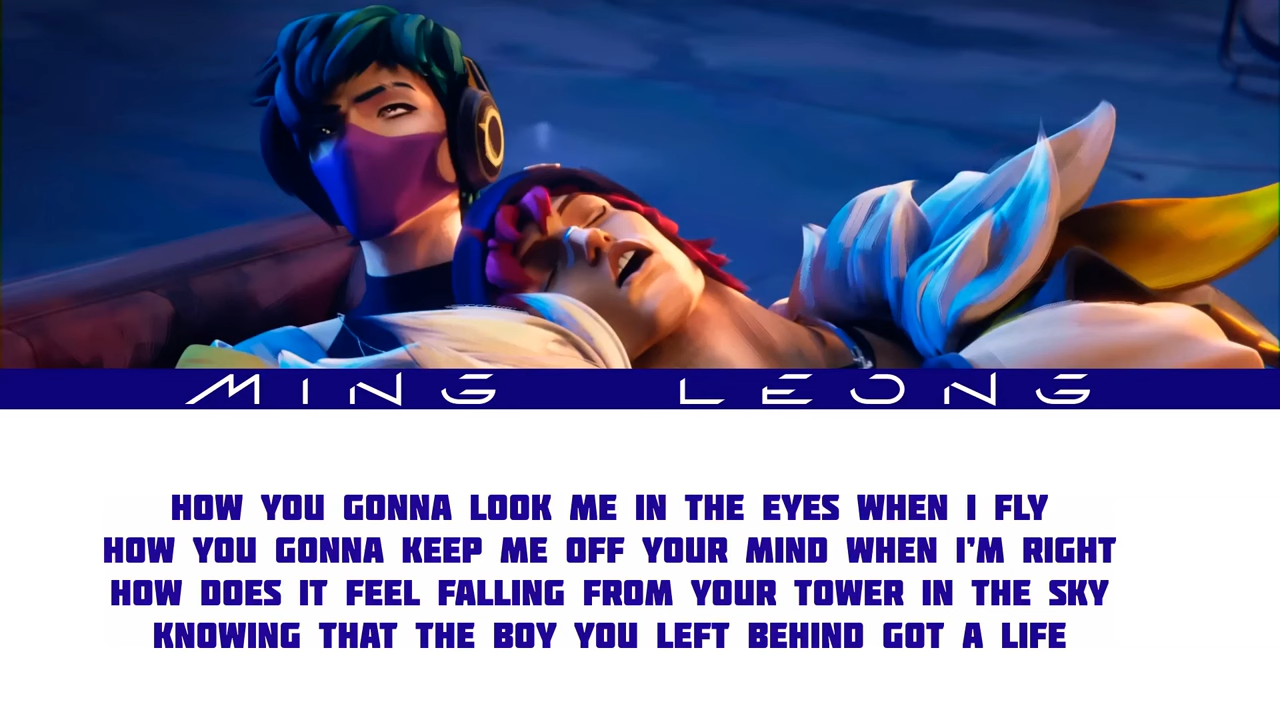 MING LEONG
HOW YOU GONNA LOOK ME IN THE EYES WHEN I FLY
HOW YOU GONNA KEEP ME OFF YOUR MIND WHEN I'M RIGHT
HOW DOES IT FEEL FALLING FROM YOUR TOWER IN THE SKY
KNOWING THAT THE BOY YOU LEFT BEHIND GOT A LIFE